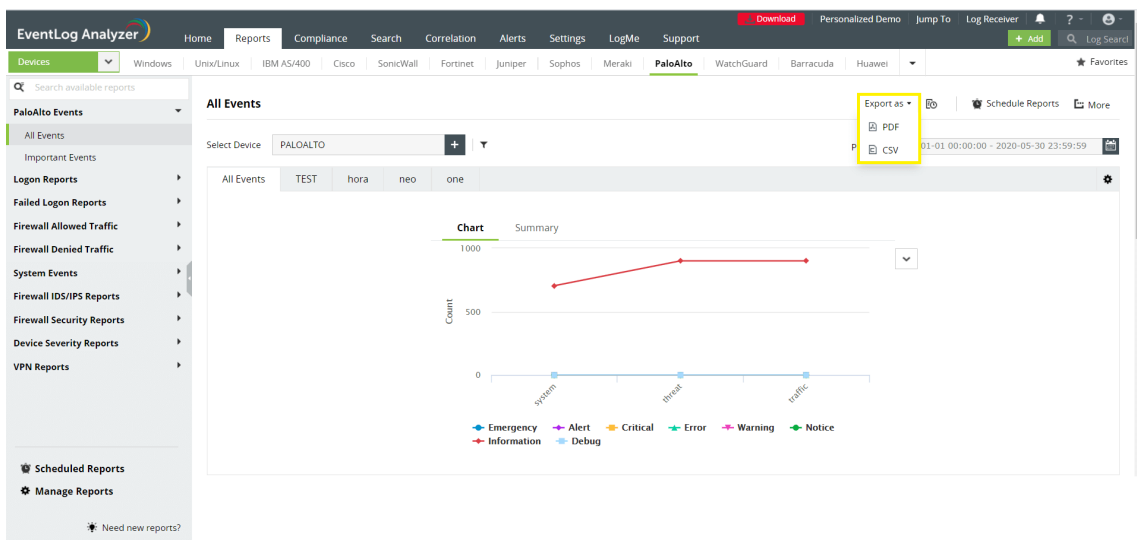 Download Personalized Demo Jump To Log Receiver ?
EventLog Analyzer
Home Reports Compliance Search Correlation Alerts Settings LogMe Support
+ Add Log Searcl
Devices Windows Unix/Linux IBM AS/400 Cisco SonicWall Fortinet Juniper Sophos Meraki PaloAlto WatchGuard Barracuda Huawei Favorites
Search available reports
PaloAlto Events
All Events
Important Events
Logon Reports
Failed Logon Reports
Firewall Allowed Traffic
Firewall Denied Traffic
System Events
Firewall IDS/IPS Reports
Firewall Security Reports
Device Severity Reports
VPN Reports
Scheduled Reports
Manage Reports
Need new reports?
All Events
Export as
Schedule Reports
More
PDF
CSV
Select Device PALOALTO +
P 01-01 00:00:00 - 2020-05-30 23:59:59
All Events TEST hora neo one
Chart Summary
1000
500
0
Count
system threat traffic
Emergency Alert Critical Error Warning Notice
Information Debug